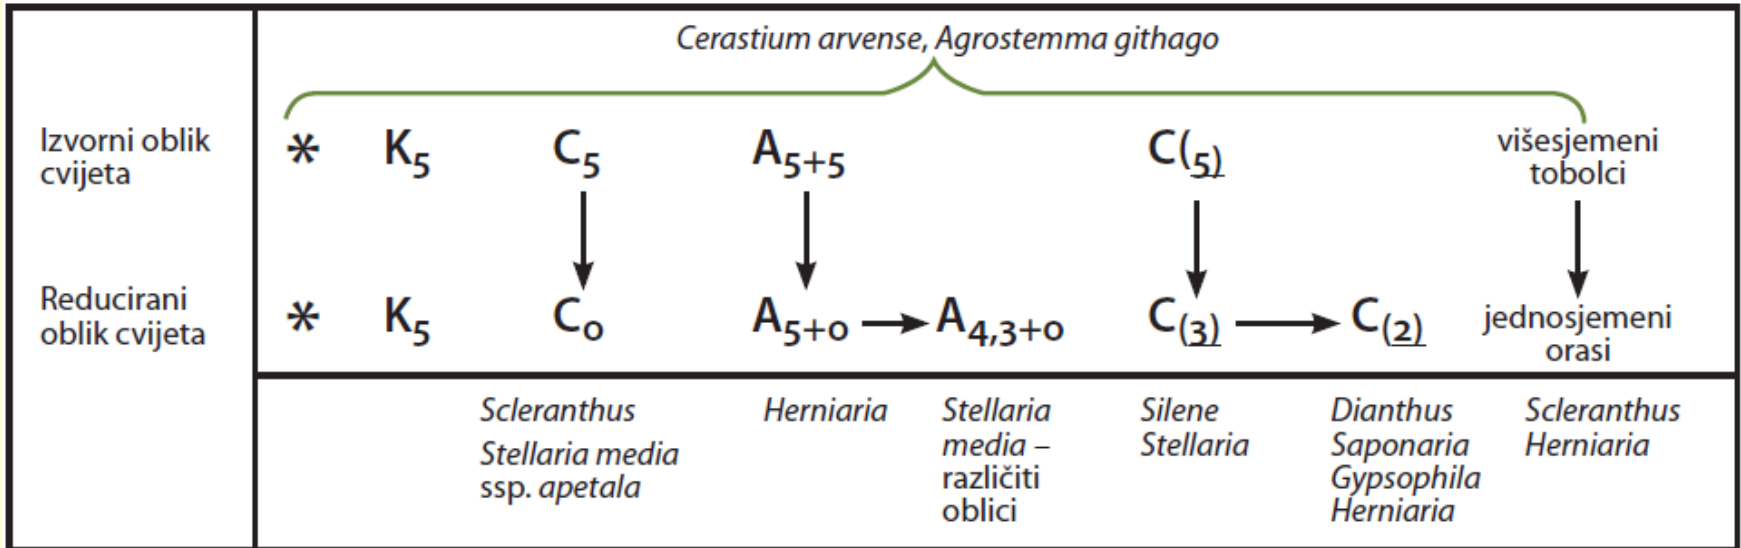 Cerastium arvense, Agrostemma githago
Izvorni oblik
cvijeta
* K5 C5 A5+5 C(5)
višesjemeni
tobolci
Reducirani
oblik cvijeta
* K5 C0 A5+0 A4,3+0 C(3) C(2)
jednosjemeni
orasi
Scleranthus
Stellaria media
ssp. apetala
Herniaria
Stellaria
media –
različiti
oblici
Silene
Stellaria
Dianthus
Saponaria
Gypsophila
Herniaria
Scleranthus
Herniaria